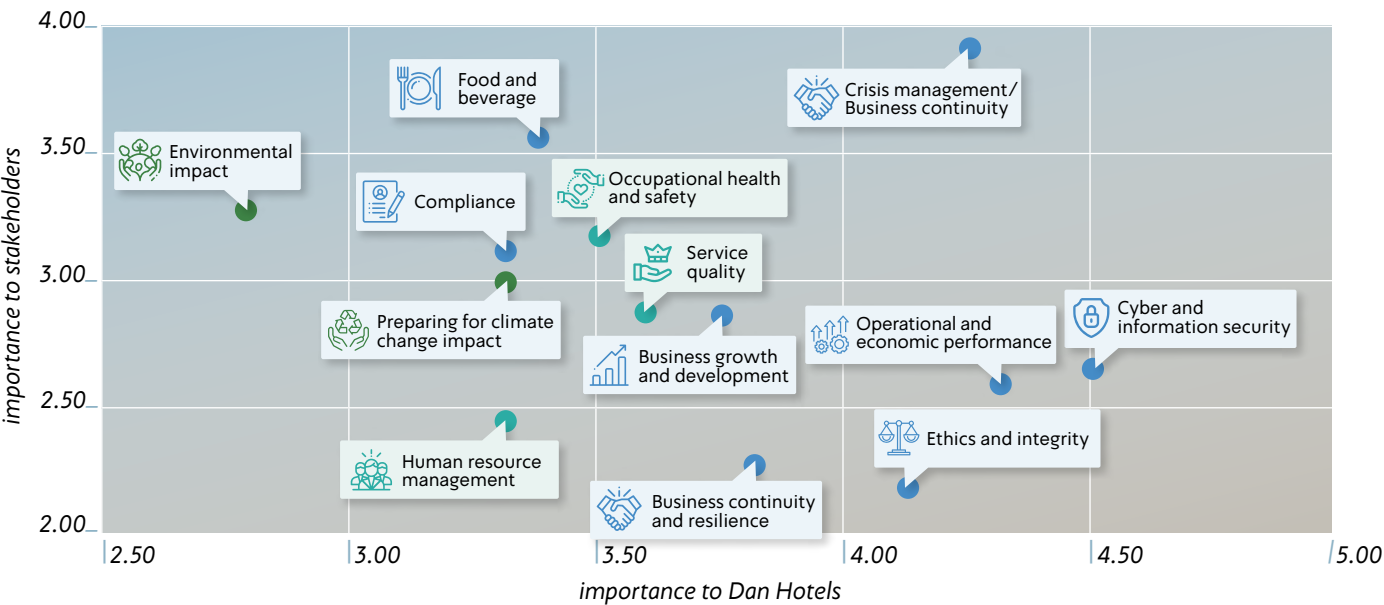 4.00
3.50
3.00
2.50
2.00
importance to stakeholders
Food and
beverage
Crisis management/
Business continuity
Environmental
impact
Compliance
Occupational health
and safety
Service
quality
Preparing for climate
change impact
Business growth
and development
Operational and
economic performance
Cyber and
information security
Human resource
management
Ethics and integrity
Business continuity
and resilience
2.50
3.00
3.50
4.00
4.50
5.00
importance to Dan Hotels